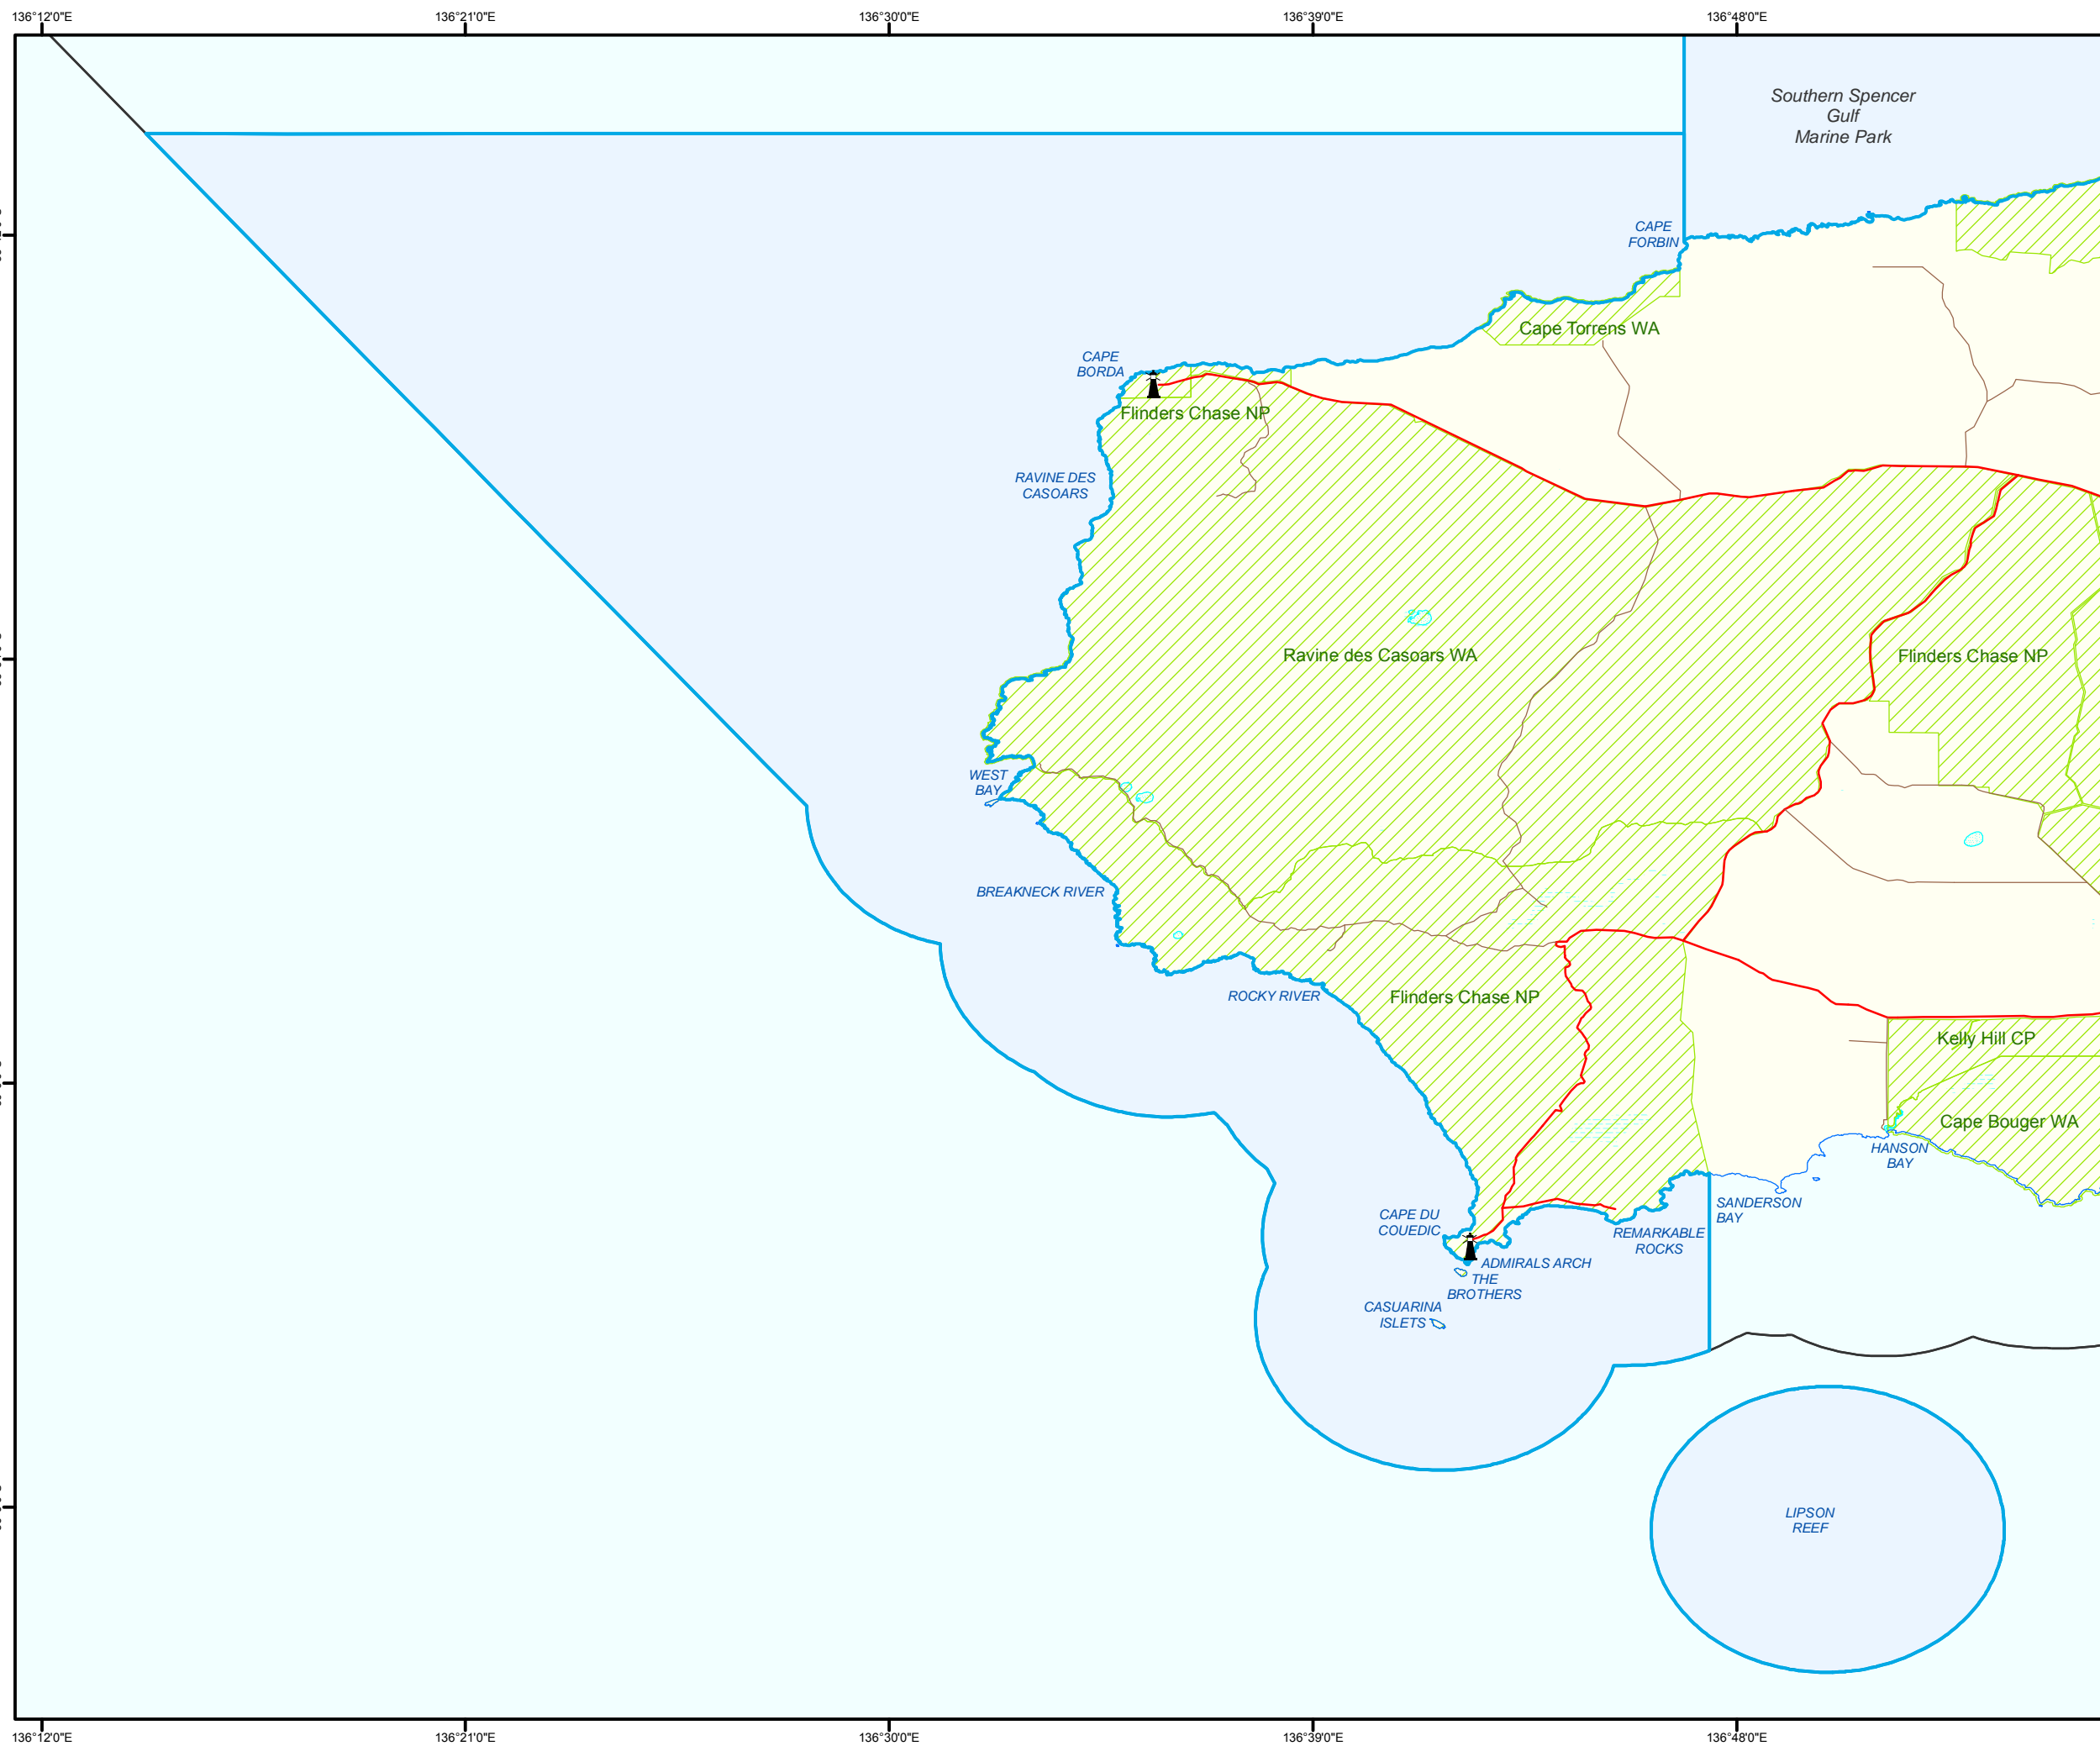 136°12'0"E
136°21'0"E
136°30'0"E
136°39'0"E
136°48'0"E
Southern Spencer
Gulf
Marine Park
CAPE
FORBIN
Cape Torrens WA
CAPE
BORDA
Flinders Chase NP
RAVINE DES
CASOARS
Ravine des Casoars WA
Flinders Chase NP
WEST
BAY
BREAKNECK RIVER
ROCKY RIVER
Flinders Chase NP
Kelly Hill CP
Cape Bouger WA
HANSON
BAY
SANDERSON
BAY
CAPE DU
COUEDIC
REMARKABLE
ROCKS
ADMIRALS ARCH
THE
BROTHERS
CASUARINA
ISLETS
LIPSON
REEF
136°12'0"E
136°21'0"E
136°30'0"E
136°39'0"E
136°48'0"E